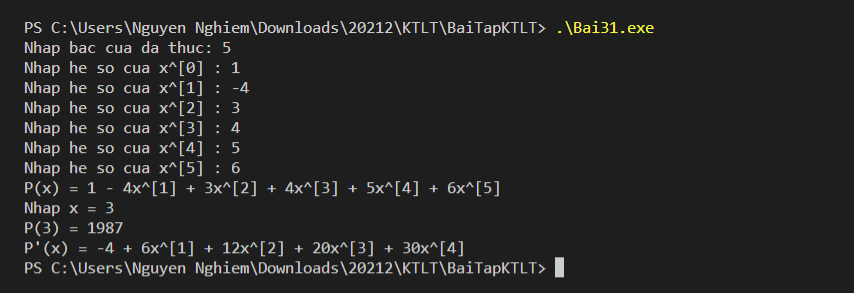 PS C:\Users\Nguyen Nghiem\Downloads\20212\KTLT\BaiTapKTLT> .\Bai31.exe
Nhap bac cua da thuc: 5
Nhap he so cua x^[0] : 1
Nhap he so cua x^[1] : -4
Nhap he so cua x^[2] : 3
Nhap he so cua x^[3] : 4
Nhap he so cua x^[4] : 5
Nhap he so cua x^[5] : 6
P(x) = 1 - 4x^[1] + 3x^[2] + 4x^[3] + 5x^[4] + 6x^[5]
Nhap x = 3
P(3) = 1987
P'(x) = -4 + 6x^[1] + 12x^[2] + 20x^[3] + 30x^[4]
PS C:\Users\Nguyen Nghiem\Downloads\20212\KTLT\BaiTapKTLT>